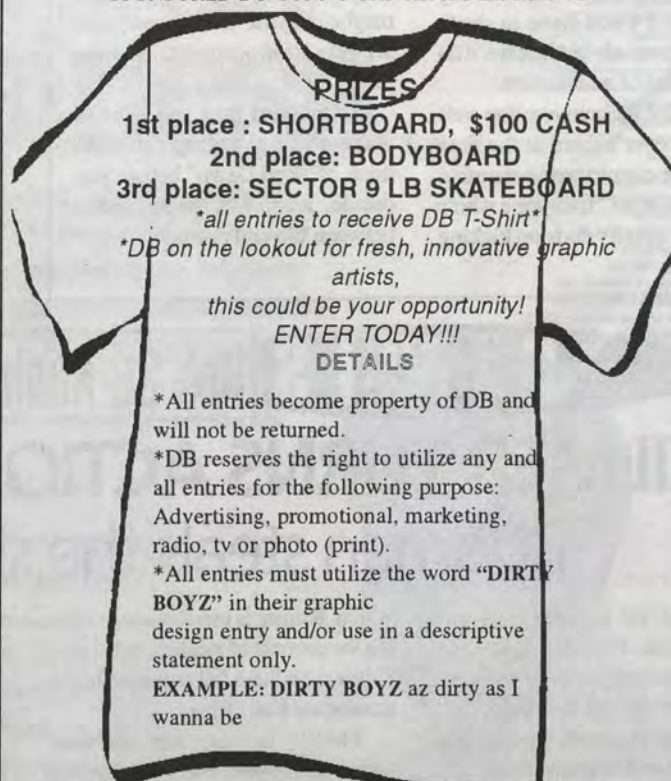 PRIZES
1st place : SHORTBOARD, $100 CASH
2nd place: BODYBOARD
3rd place: SECTOR 9 LB SKATEBOARD
*all entries to receive DB T-Shirt*
*DB on the lookout for fresh, innovative graphic
artists,
this could be your opportunity!
ENTER TODAY!!!
DETAILS
*All entries become property of DB and
will not be returned.
*DB reserves the right to utilize any and
all entries for the following purpose:
Advertising, promotional, marketing,
radio, tv or photo (print).
*All entries must utilize the word “DIRTY
BOYZ” in their graphic
design entry and/or use in a descriptive
statement only.
EXAMPLE: DIRTY BOYZ az dirty as I
wanna be